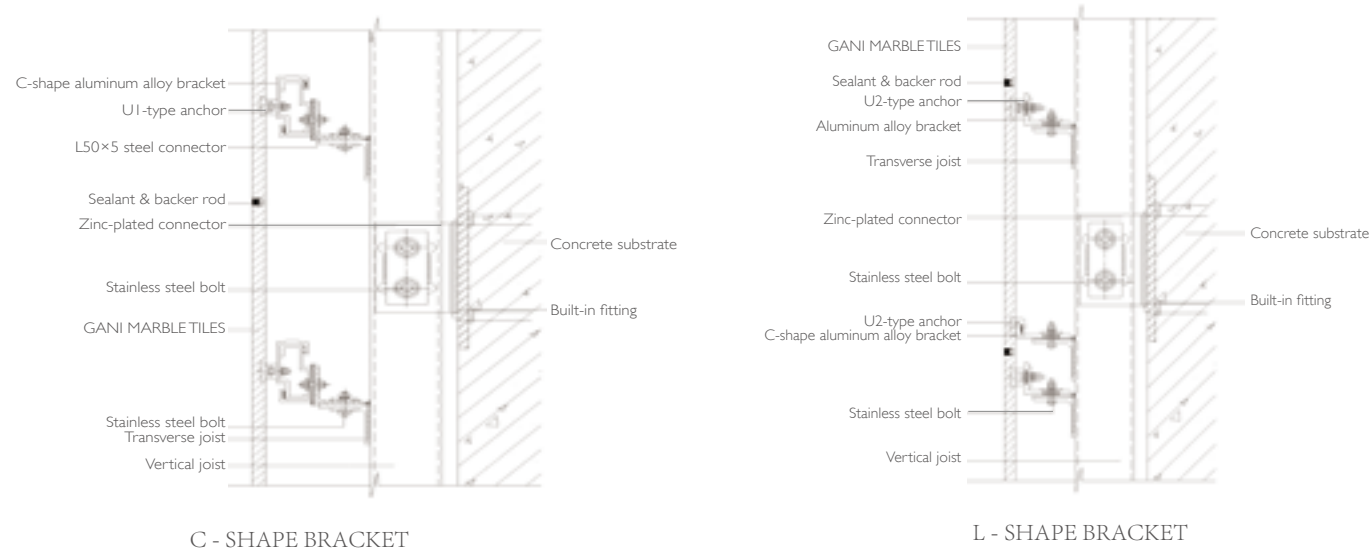 C-shape aluminum alloy bracket
U1-type anchor
L50×5 steel connector
Sealant & backer rod
Zinc-plated connector
Stainless steel bolt
GANI MARBLE TILES
Stainless steel bolt
Transverse joist
Vertical joist
Concrete substrate
Built-in fitting
C - SHAPE BRACKET
GANI MARBLE TILES
Sealant & backer rod
U2-type anchor
Aluminum alloy bracket
Transverse joist
Zinc-plated connector
Stainless steel bolt
U2-type anchor
C-shape aluminum alloy bracket
Stainless steel bolt
Vertical joist
Concrete substrate
Built-in fitting
L - SHAPE BRACKET